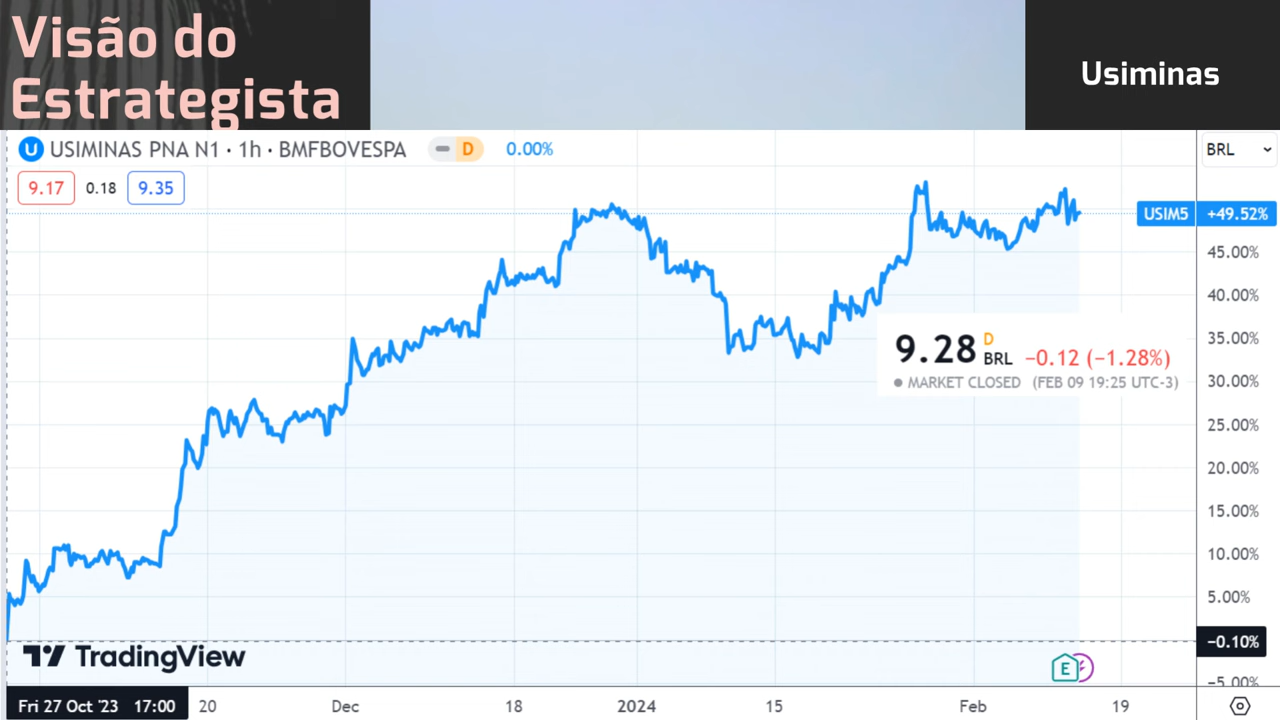 Visão do
Estrategista
Usiminas
U USIMINAS PNA N1 · 1h · BMFBOVESPA D 0.00%
BRL
9.17 0.18 9.35
USIM5 +49.52%
45.00%
40.00%
35.00%
9.28 D BRL −0.12 (−1.28%)
MARKET CLOSED (FEB 09 19:25 UTC-3)
30.00%
25.00%
20.00%
15.00%
10.00%
5.00%
−0.10%
TradingView
E
−5.00%
Fri 27 Oct '23 17:00 20 Dec 18 2024 15 Feb 19